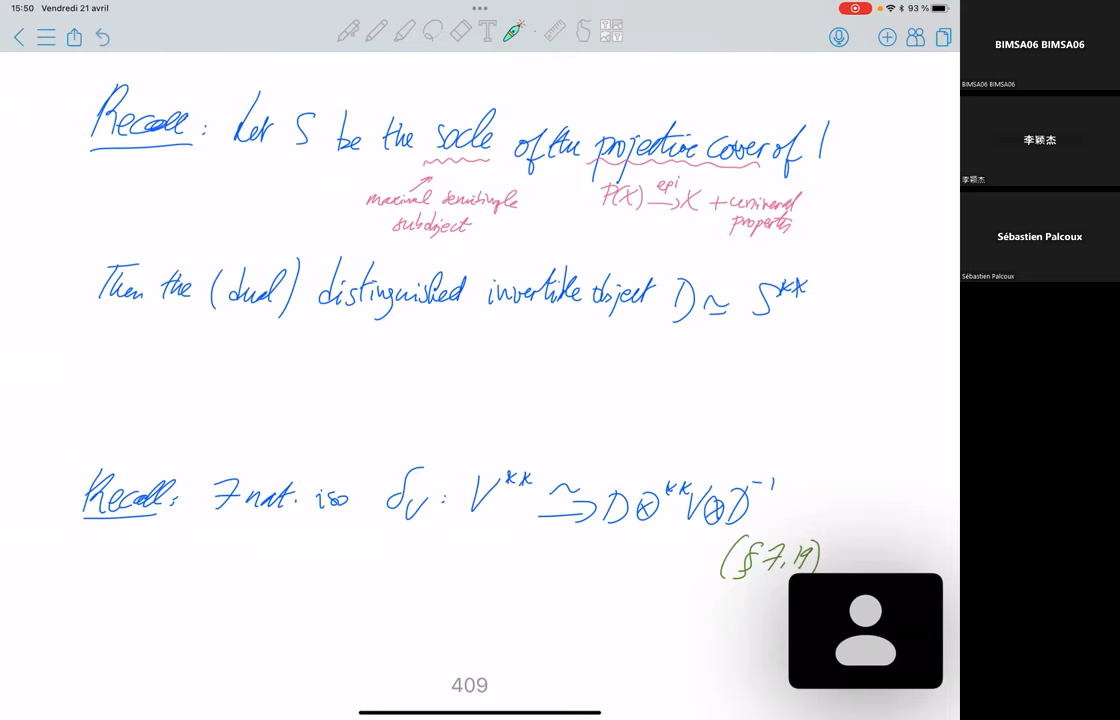 15:50 Vendredi 21 avril
93 %
BIMSA06 BIMSA06
BIMSA06 BIMSA06
李颖杰
李颖杰
Sébastien Palcoux
Sébastien Palcoux
Recall: Let S be the socle of the projective cover of 1
maximal semisimple subobject
P(X) epi → X + universal property
Then the (dual) distinguished invertible object D ≃ S**
Recall: ∃ nat. iso δ_V : V** ⥲ D ⊗ **V ⊗ D⁻¹
(§ 7.19)
409